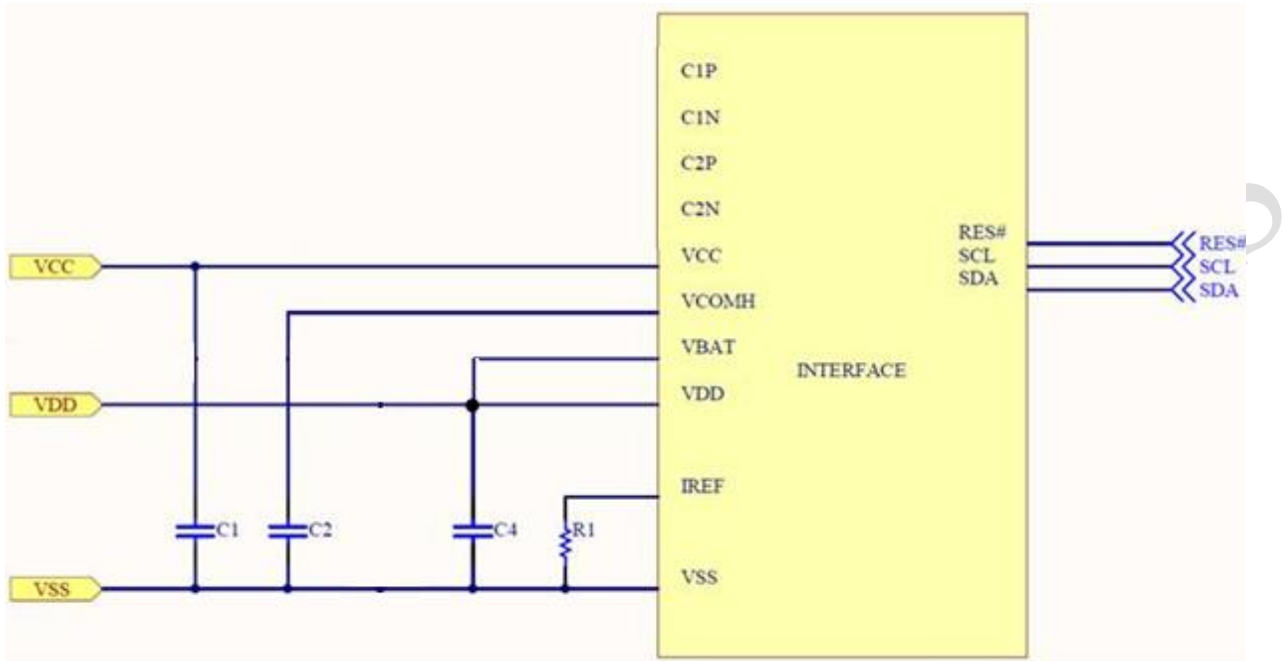 C1P
C1N
C2P
C2N
VCC
VCC
VCOMH
VBAT
VDD
VDD
IREF
VSS
VSS
C1
C2
C4
R1
INTERFACE
RES#
SCL
SDA
RES#
SCL
SDA